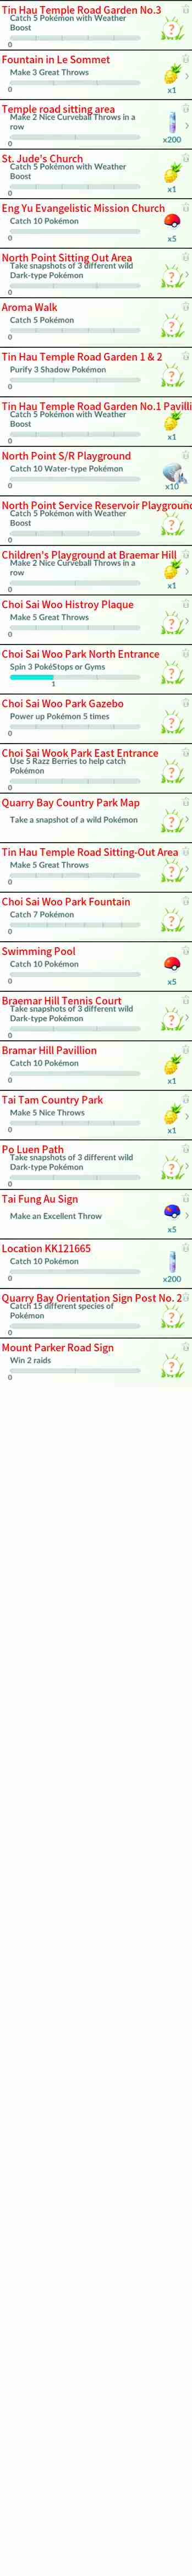 Tin Hau Temple Road Garden No.3
Catch 5 Pokémon with Weather
Boost
?
0
Fountain in Le Sommet
Make 3 Great Throws
0
x1
Temple road sitting area
Make 2 Nice Curveball Throws in a
row
0
x200
St. Jude's Church
Catch 5 Pokémon with Weather
Boost
0
x1
Eng Yu Evangelistic Mission Church
Catch 10 Pokémon
0
x5
North Point Sitting Out Area
Take snapshots of 3 different wild
Dark-type Pokémon
?
0
Aroma Walk
Catch 5 Pokémon
?
0
Tin Hau Temple Road Garden 1 & 2
Purify 3 Shadow Pokémon
?
0
Tin Hau Temple Road Garden No.1 Pavilli
Catch 5 Pokémon with Weather
Boost
0
x1
North Point S/R Playground
Catch 10 Water-type Pokémon
0
x10
North Point Service Reservoir Playground
Catch 5 Pokémon with Weather
Boost
?
0
Children's Playground at Braemar Hill
Make 2 Nice Curveball Throws in a
row
0
x1
Choi Sai Woo Histroy Plaque
Make 5 Great Throws
?
0
Choi Sai Woo Park North Entrance
Spin 3 PokéStops or Gyms
?
1
Choi Sai Woo Park Gazebo
Power up Pokémon 5 times
?
0
Choi Sai Wook Park East Entrance
Use 5 Razz Berries to help catch
Pokémon
?
0
Quarry Bay Country Park Map
Take a snapshot of a wild Pokémon
?
Tin Hau Temple Road Sitting-Out Area
Make 5 Great Throws
?
0
Choi Sai Woo Park Fountain
Catch 7 Pokémon
?
0
Swimming Pool
Catch 10 Pokémon
0
x5
Braemar Hill Tennis Court
Take snapshots of 3 different wild
Dark-type Pokémon
?
0
Bramar Hill Pavillion
Catch 10 Pokémon
0
x1
Tai Tam Country Park
Make 5 Nice Throws
0
x1
Po Luen Path
Take snapshots of 3 different wild
Dark-type Pokémon
?
0
Tai Fung Au Sign
Make an Excellent Throw
x5
Location KK121665
Catch 10 Pokémon
0
x200
Quarry Bay Orientation Sign Post No. 2
Catch 15 different species of
Pokémon
?
0
Mount Parker Road Sign
Win 2 raids
?
0